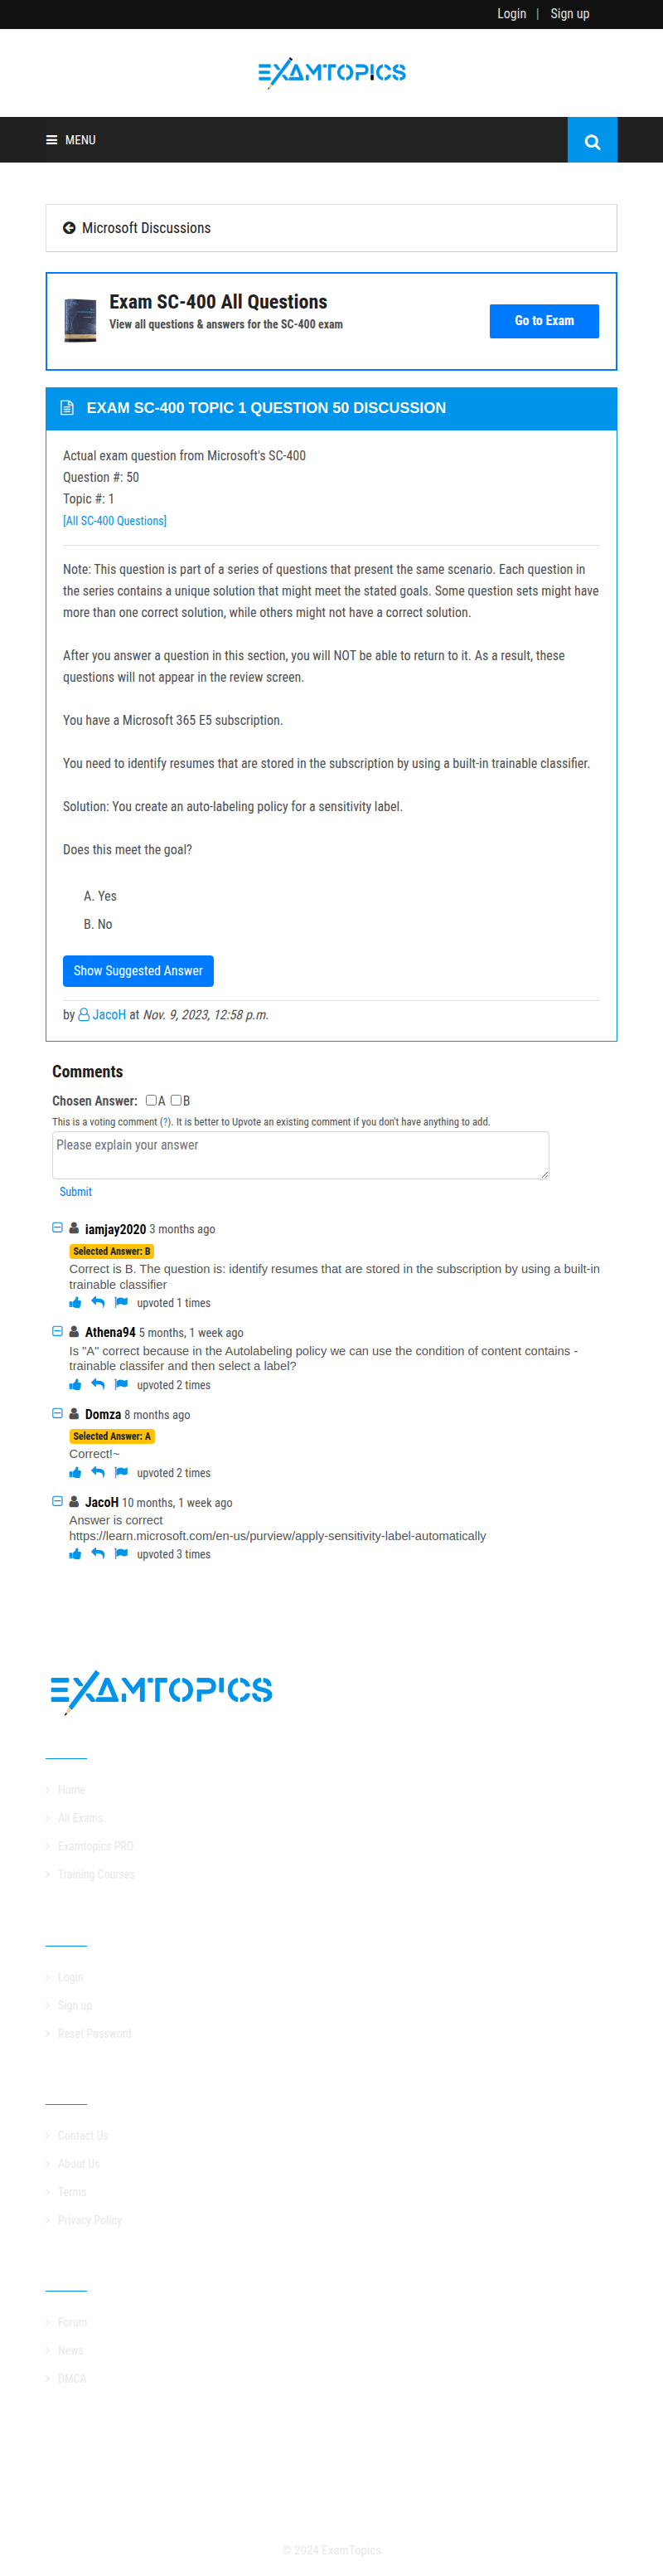 Login | Sign up
EXAMTOPICS
MENU
Microsoft Discussions
Exam SC-400 All Questions
View all questions & answers for the SC-400 exam
Go to Exam
EXAM SC-400 TOPIC 1 QUESTION 50 DISCUSSION
Actual exam question from Microsoft's SC-400
Question #: 50
Topic #: 1
[All SC-400 Questions]
Note: This question is part of a series of questions that present the same scenario. Each question in
the series contains a unique solution that might meet the stated goals. Some question sets might have
more than one correct solution, while others might not have a correct solution.
After you answer a question in this section, you will NOT be able to return to it. As a result, these
questions will not appear in the review screen.
You have a Microsoft 365 E5 subscription.
You need to identify resumes that are stored in the subscription by using a built-in trainable classifier.
Solution: You create an auto-labeling policy for a sensitivity label.
Does this meet the goal?
A. Yes
B. No
Show Suggested Answer
by JacoH at Nov. 9, 2023, 12:58 p.m.
Comments
Chosen Answer: A B
This is a voting comment (?). It is better to Upvote an existing comment if you don't have anything to add.
Please explain your answer
Submit
iamjay2020 3 months ago
Selected Answer: B
Correct is B. The question is: identify resumes that are stored in the subscription by using a built-in
trainable classifier
upvoted 1 times
Athena94 5 months, 1 week ago
Is "A" correct because in the Autolabeling policy we can use the condition of content contains -
trainable classifer and then select a label?
upvoted 2 times
Domza 8 months ago
Selected Answer: A
Correct!~
upvoted 2 times
JacoH 10 months, 1 week ago
Answer is correct
https://learn.microsoft.com/en-us/purview/apply-sensitivity-label-automatically
upvoted 3 times
EXAMTOPICS
Home
All Exams
Examtopics PRO
Training Courses
Login
Sign up
Reset Password
Contact Us
About Us
Terms
Privacy Policy
Forum
News
DMCA
© 2024 ExamTopics